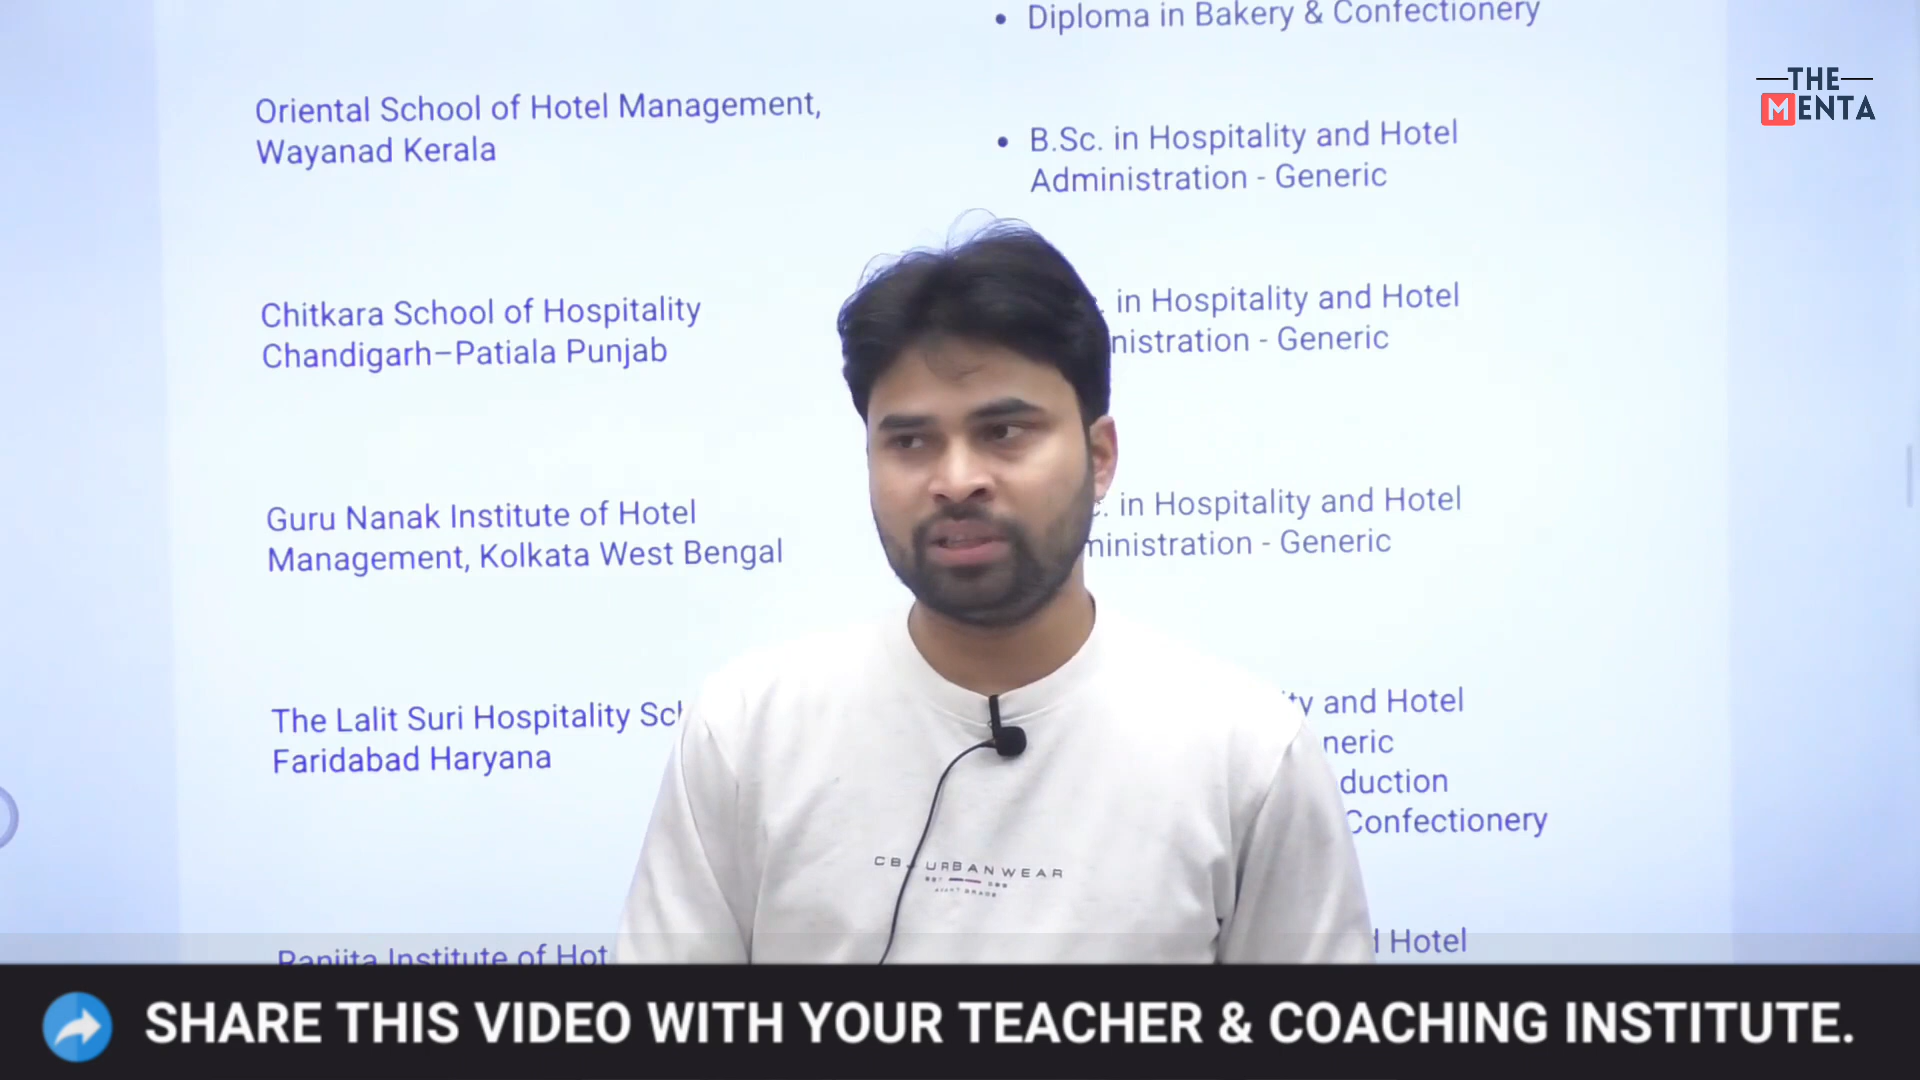 Diploma in Bakery & Confectionery
THE
MENTA
Oriental School of Hotel Management,
Wayanad Kerala
B.Sc. in Hospitality and Hotel
Administration - Generic
Chitkara School of Hospitality
Chandigarh–Patiala Punjab
in Hospitality and Hotel
- Generic
Guru Nanak Institute of Hotel
Management, Kolkata West Bengal
in Hospitality and Hotel
- Generic
The Lalit Suri Hospitality
Faridabad Haryana
and Hotel
Confectionery
Ranjita Institute of
Hotel
URBAN WEAR
SHARE THIS VIDEO WITH YOUR TEACHER & COACHING INSTITUTE.